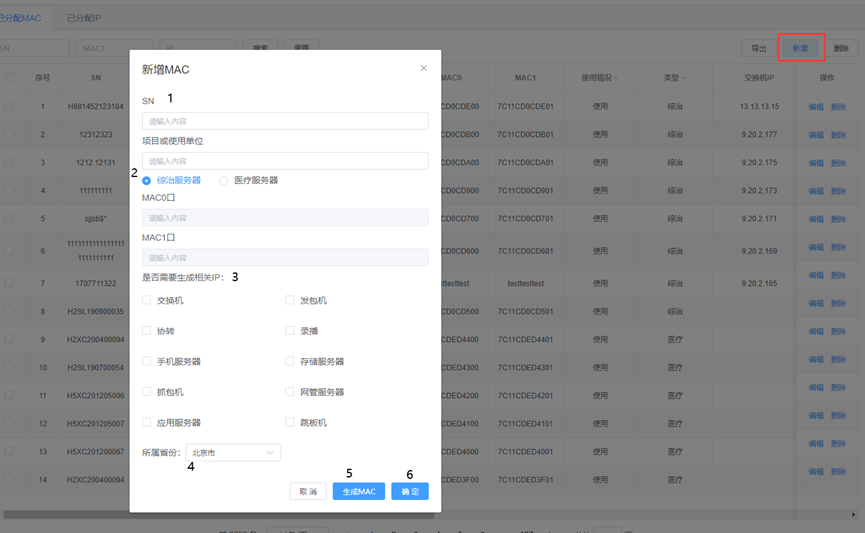 已分配MAC 已分配IP
SN MAC1 IP 搜索 重置 导出 新增 删除
序号 SN MAC0 MAC1 使用情况 类型 交换机IP 操作
1 H681452123184 CD0CDE00 7C11CD0CDE01 使用 综治 13.13.13.15 编辑 删除
2 12312323 CD0CDB00 7C11CD0CDB01 使用 综治 9.20.2.177 编辑 删除
3 1212 12131 CD0CDA00 7C11CD0CDA01 使用 综治 9.20.2.175 编辑 删除
4 111111111 CD0CD900 7C11CD0CD901 使用 综治 9.20.2.173 编辑 删除
5 sjjsb$* CD0CD700 7C11CD0CD701 使用 综治 9.20.2.171 编辑 删除
6 1111111111111111 1111111111 CD0CD600 7C11CD0CD601 使用 综治 9.20.2.169 编辑 删除
7 1707711322 testtest testtesttest 使用 综治 9.20.2.165 编辑 删除
8 H2SL190900035 CD0CD500 7C11CD0CD501 使用 综治 编辑 删除
9 H2XC200400094 CDED4400 7C11CDED4401 使用 医疗 编辑 删除
10 H2SL190700054 CDED4300 7C11CDED4301 使用 医疗 编辑 删除
11 H5XC201205006 CDED4200 7C11CDED4201 使用 医疗 编辑 删除
12 H5XC201205007 CDED4100 7C11CDED4101 使用 医疗 编辑 删除
13 H5XC201200067 CDED4000 7C11CDED4001 使用 医疗 编辑 删除
14 H2XC200400094 CDED3F00 7C11CDED3F01 使用 医疗 编辑 删除
新增MAC
SN 1
请输入内容
项目或使用单位
请输入内容
2 综治服务器 医疗服务器
MAC0口
请输入内容
MAC1口
请输入内容
是否需要生成相关IP： 3
交换机 发包机
协转 录播
手机服务器 存储服务器
抓包机 网管服务器
应用服务器 跳板机
所属省份： 北京市
4
5 6
取消 生成MAC 确定